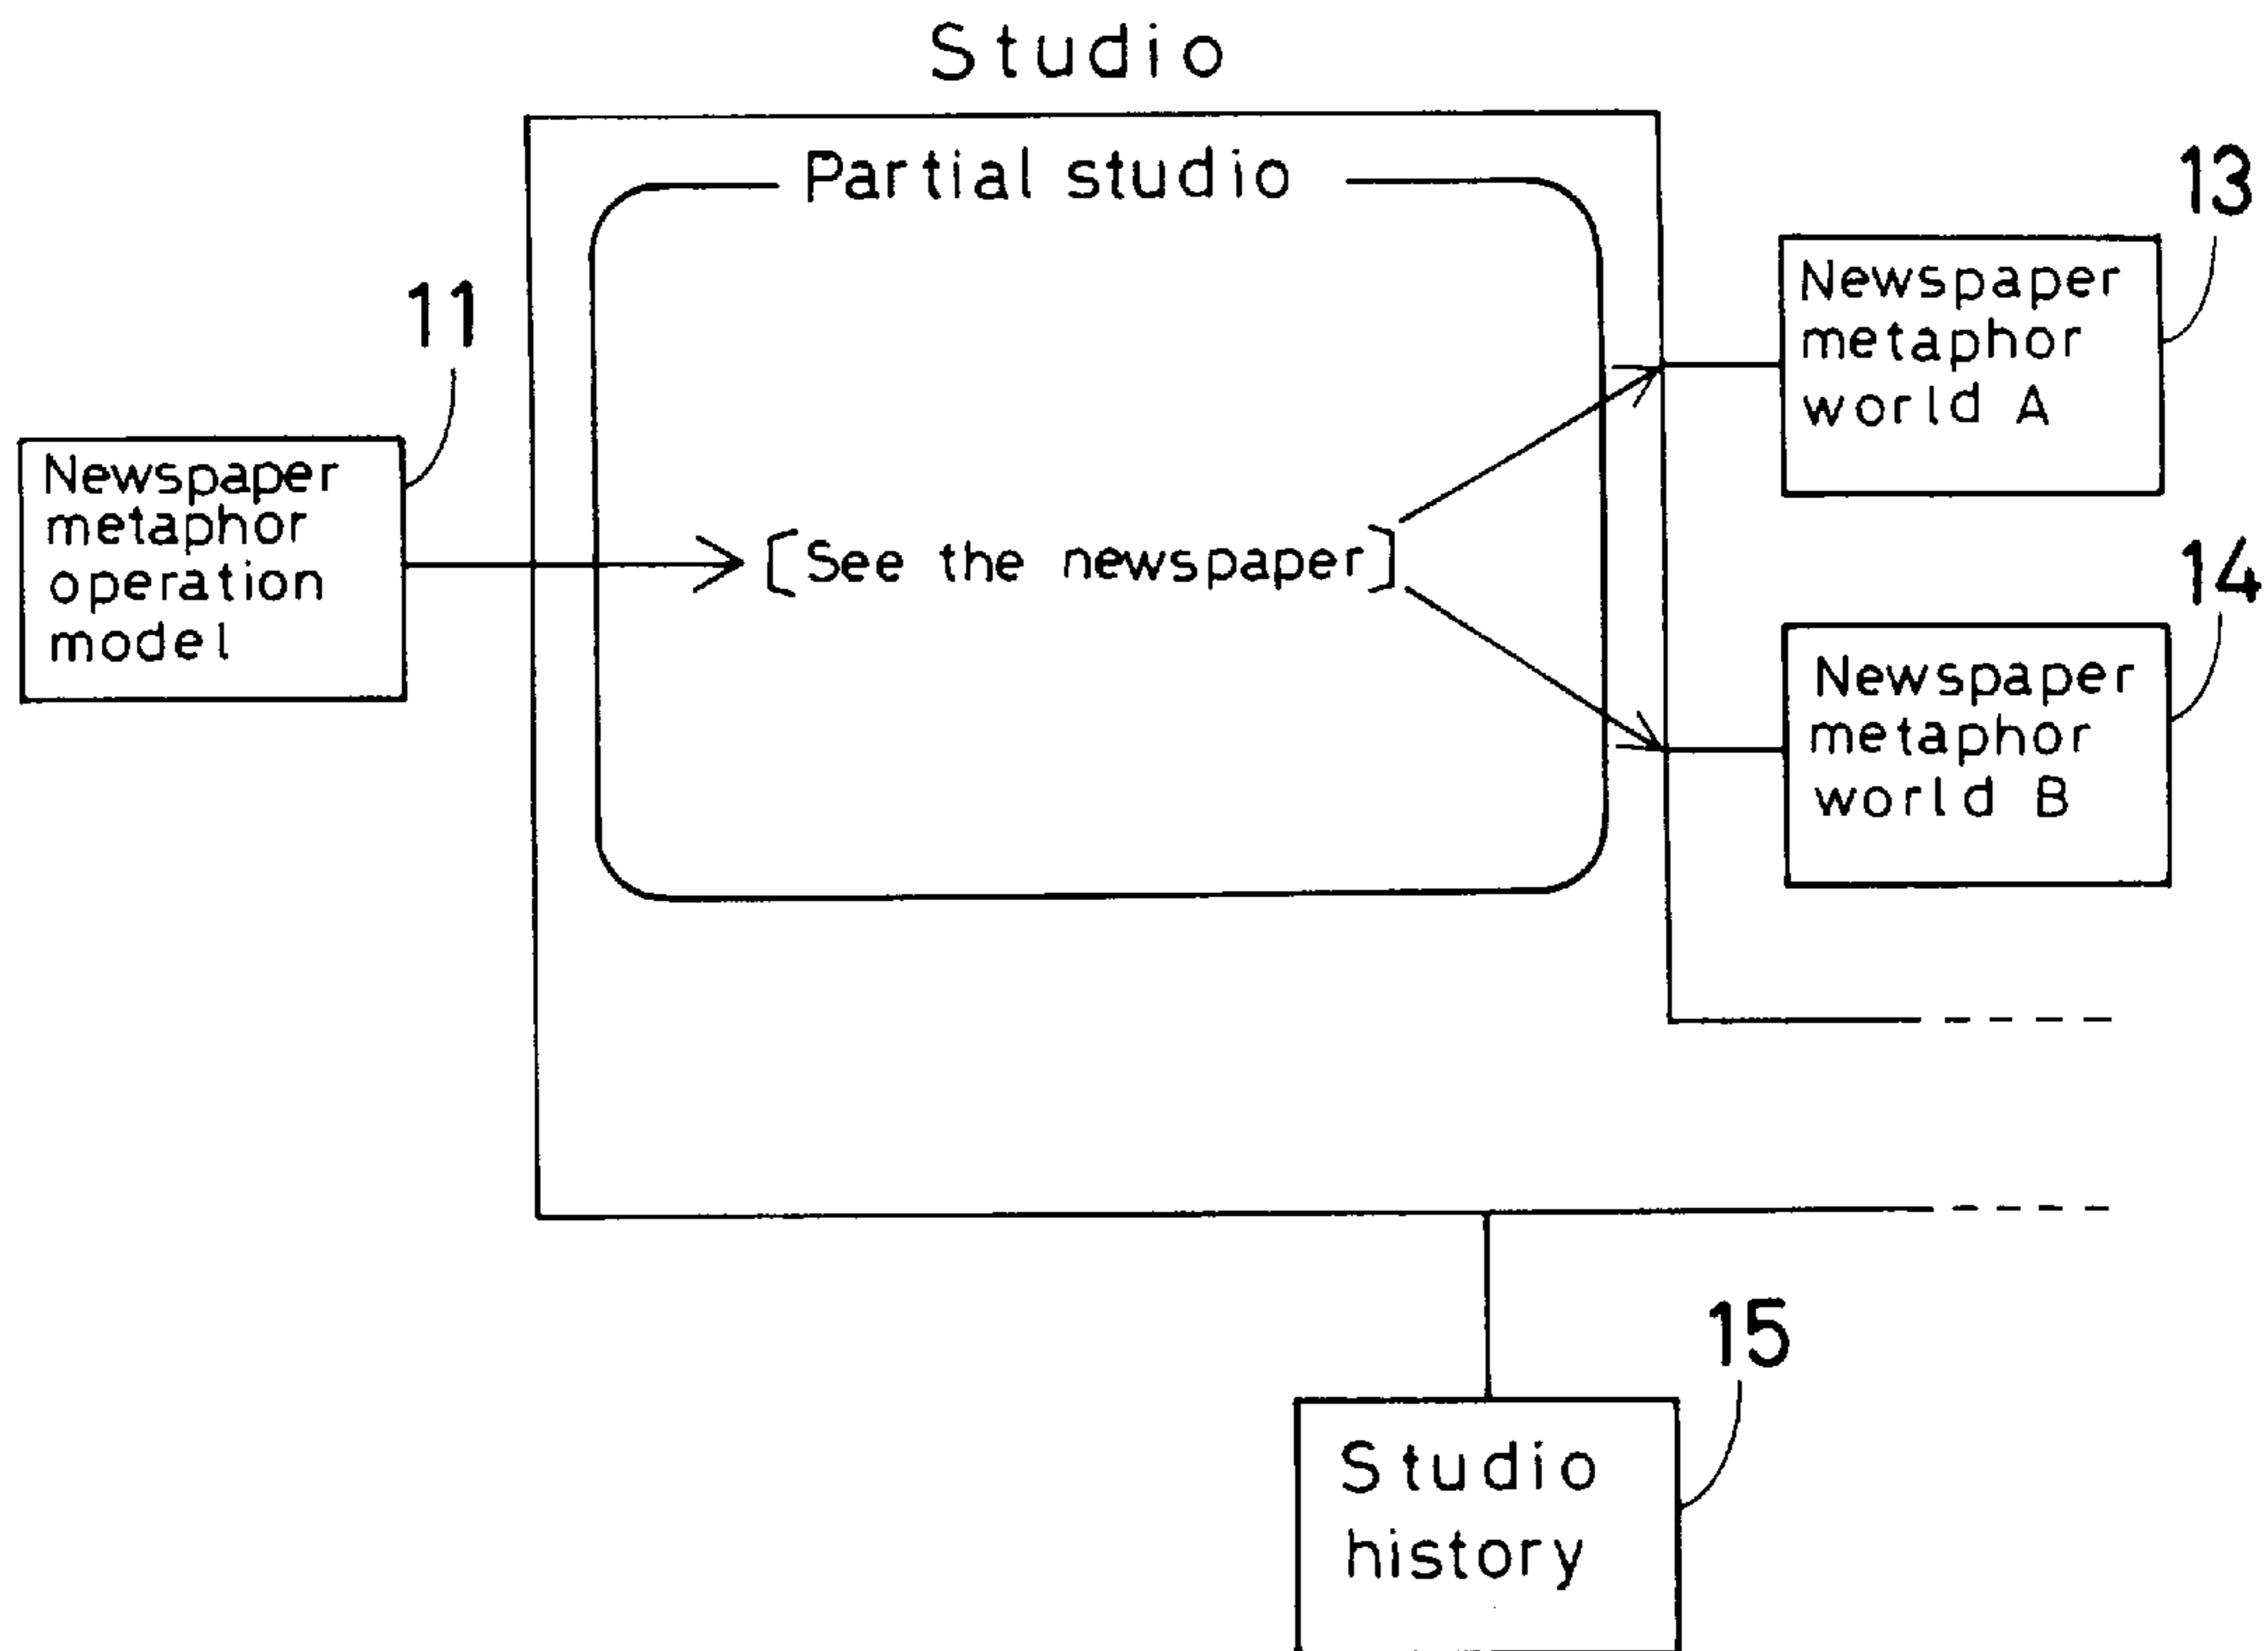 Studio
Partial studio
13
Newspaper
metaphor
world A
11
Newspaper
metaphor
operation
model
[See the newspaper]
14
Newspaper
metaphor
world B
15
Studio
history